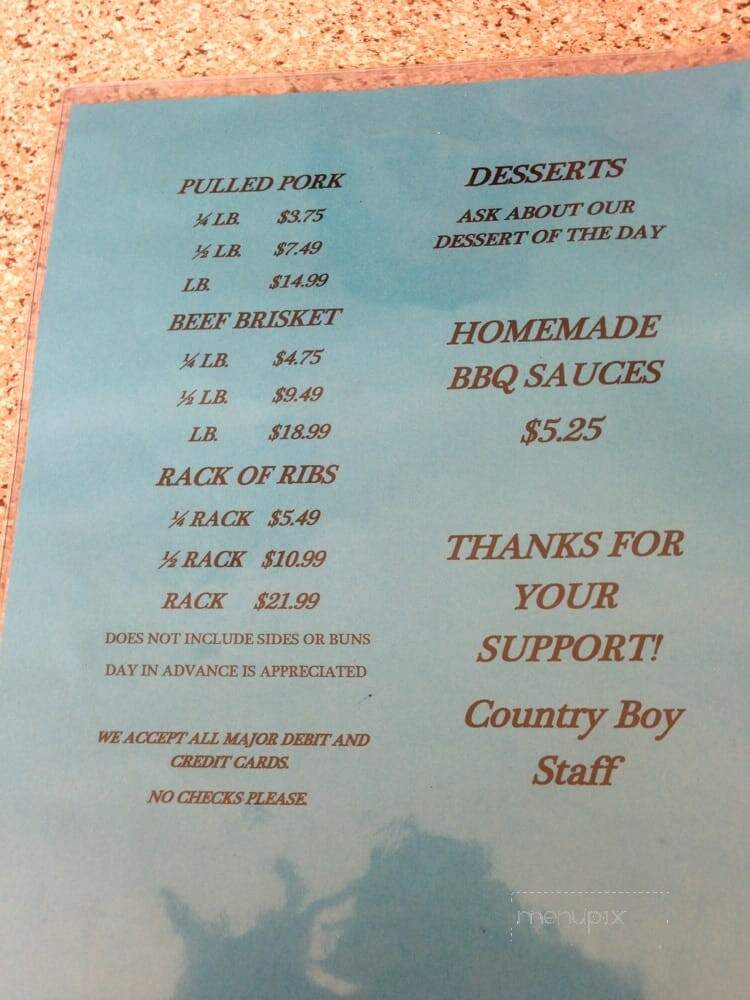 PULLED PORK
¼ LB. $3.75
½ LB. $7.49
LB. $14.99
BEEF BRISKET
¼ LB. $4.75
½ LB. $9.49
LB. $18.99
RACK OF RIBS
¼ RACK $5.49
½ RACK $10.99
RACK $21.99
DOES NOT INCLUDE SIDES OR BUNS
DAY IN ADVANCE IS APPRECIATED
WE ACCEPT ALL MAJOR DEBIT AND
CREDIT CARDS.
NO CHECKS PLEASE.
DESSERTS
ASK ABOUT OUR
DESSERT OF THE DAY
HOMEMADE
BBQ SAUCES
$5.25
THANKS FOR
YOUR
SUPPORT!
Country Boy
Staff
menupix